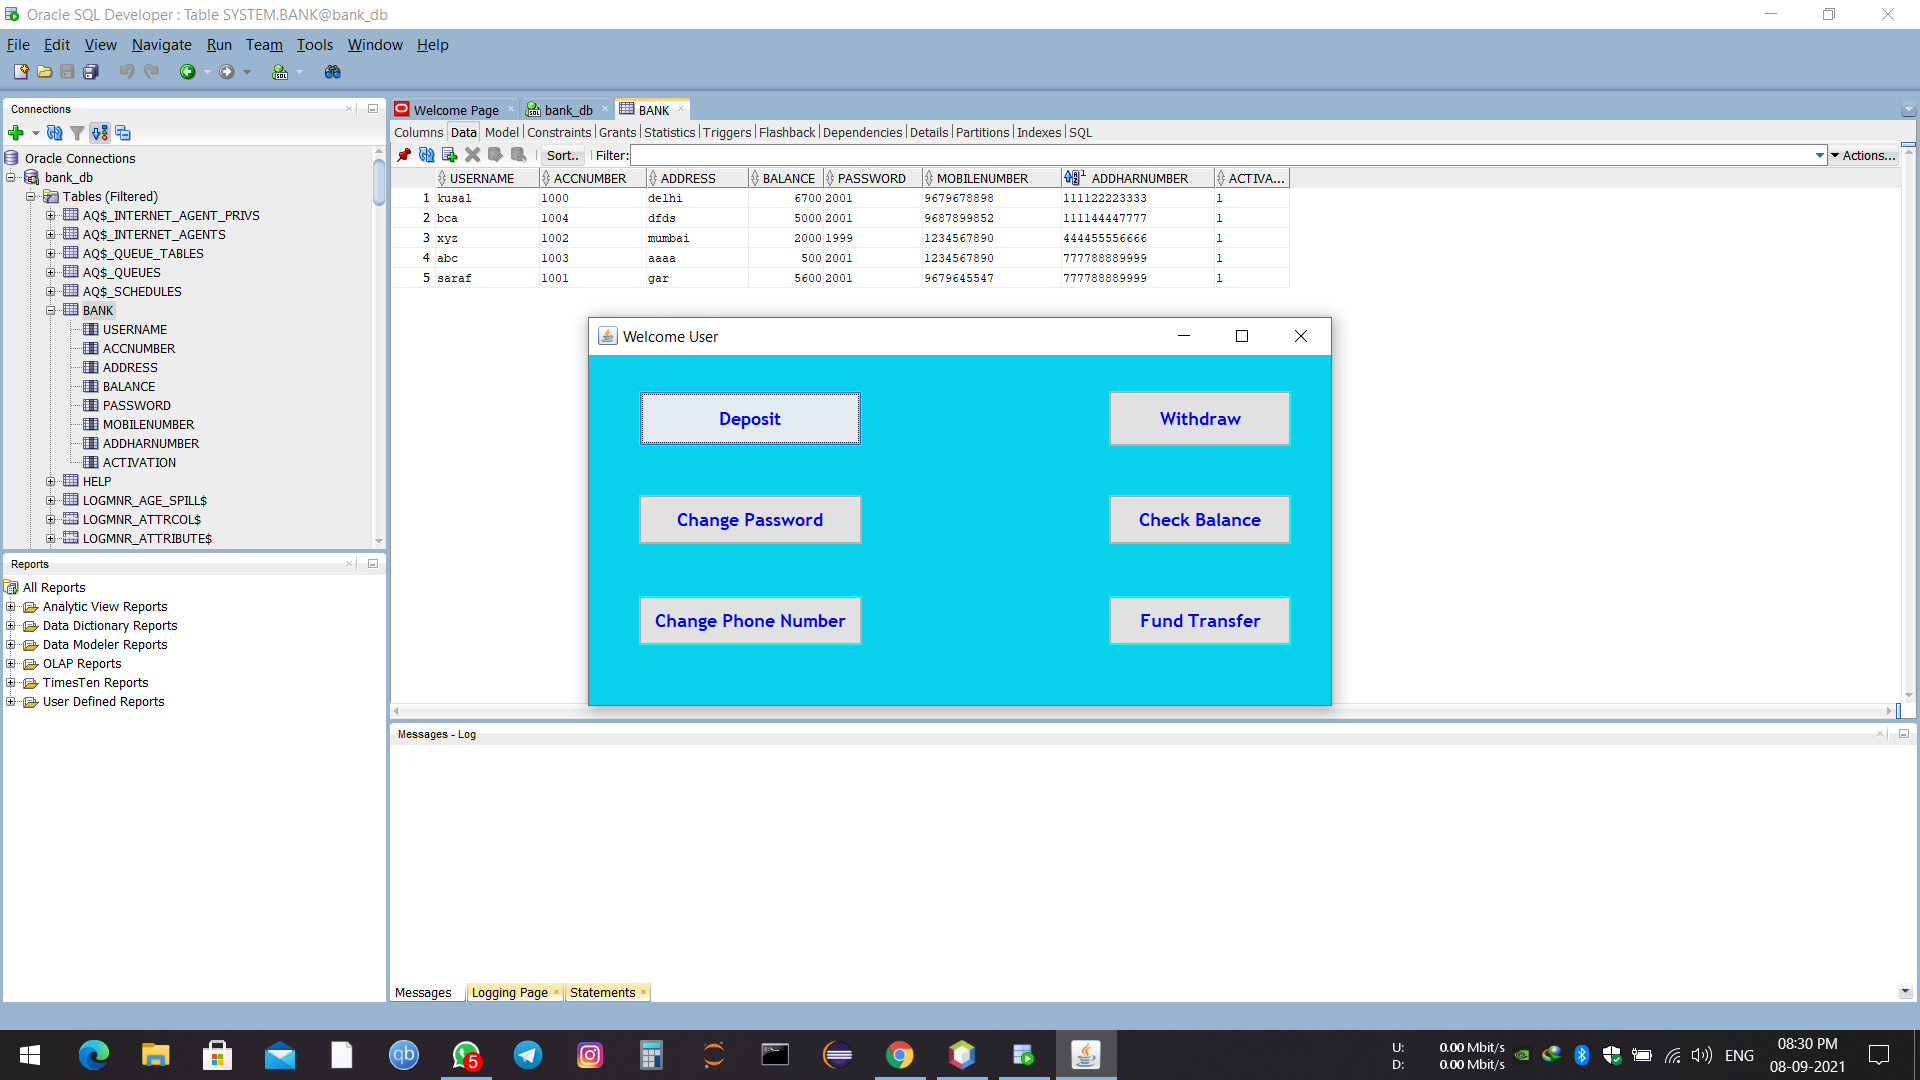 Oracle SQL Developer : Table SYSTEM.BANK@bank_db
File Edit View Navigate Run Team Tools Window Help
Connections
Oracle Connections
bank_db
Tables (Filtered)
AQ$_INTERNET_AGENT_PRIVS
AQ$_INTERNET_AGENTS
AQ$_QUEUE_TABLES
AQ$_QUEUES
AQ$_SCHEDULES
BANK
USERNAME
ACCNUMBER
ADDRESS
BALANCE
PASSWORD
MOBILENUMBER
ADDHARNUMBER
ACTIVATION
HELP
LOGMNR_AGE_SPILL$
LOGMNR_ATTRCOL$
LOGMNR_ATTRIBUTE$
Reports
All Reports
Analytic View Reports
Data Dictionary Reports
Data Modeler Reports
OLAP Reports
TimesTen Reports
User Defined Reports
Welcome Page bank_db BANK
Columns Data Model Constraints Grants Statistics Triggers Flashback Dependencies Details Partitions Indexes SQL
Sort.. Filter: Actions...
USERNAME ACCNUMBER ADDRESS BALANCE PASSWORD MOBILENUMBER ADDHARNUMBER ACTIVA...
1 kusal 1000 delhi 6700 2001 9679678898 111122223333 1
2 bca 1004 dfds 5000 2001 9687899852 111144447777 1
3 xyz 1002 mumbai 2000 1999 1234567890 444455556666 1
4 abc 1003 aaaa 500 2001 1234567890 777788889999 1
5 saraf 1001 gar 5600 2001 9679645547 777788889999 1
Welcome User
Deposit Withdraw
Change Password Check Balance
Change Phone Number Fund Transfer
Messages - Log
Messages Logging Page Statements
5
U: 0.00 Mbit/s
D: 0.00 Mbit/s
ENG
08:30 PM
08-09-2021